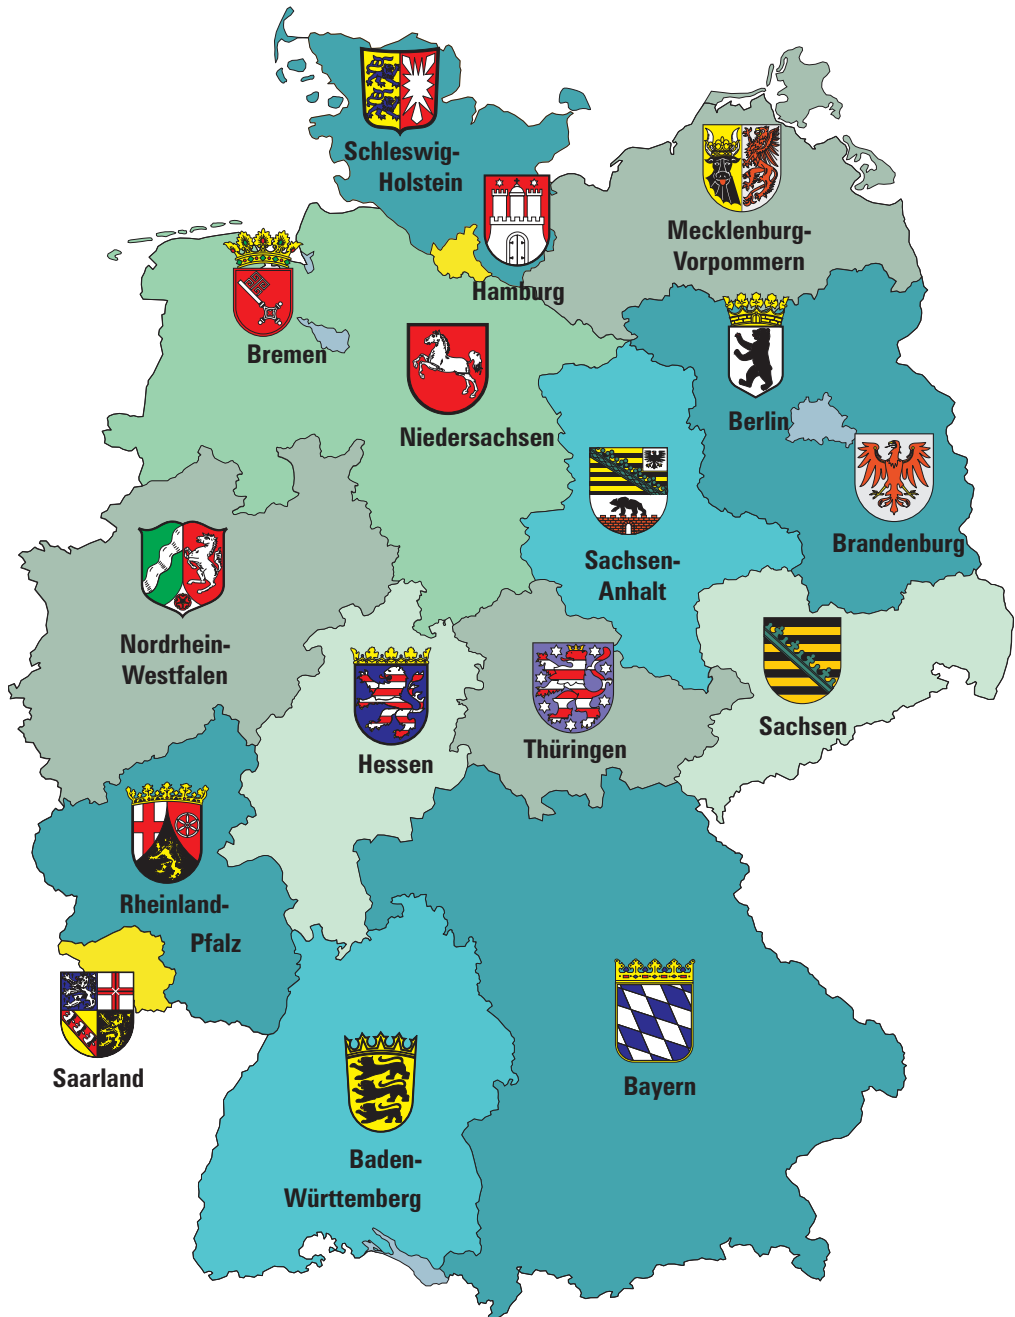 Schleswig-
Holstein
Mecklenburg-
Vorpommern
Hamburg
Bremen
Niedersachsen
Berlin
Brandenburg
Sachsen-
Anhalt
Nordrhein-
Westfalen
Hessen
Thüringen
Sachsen
Rheinland-
Pfalz
Saarland
Bayern
Baden-
Württemberg